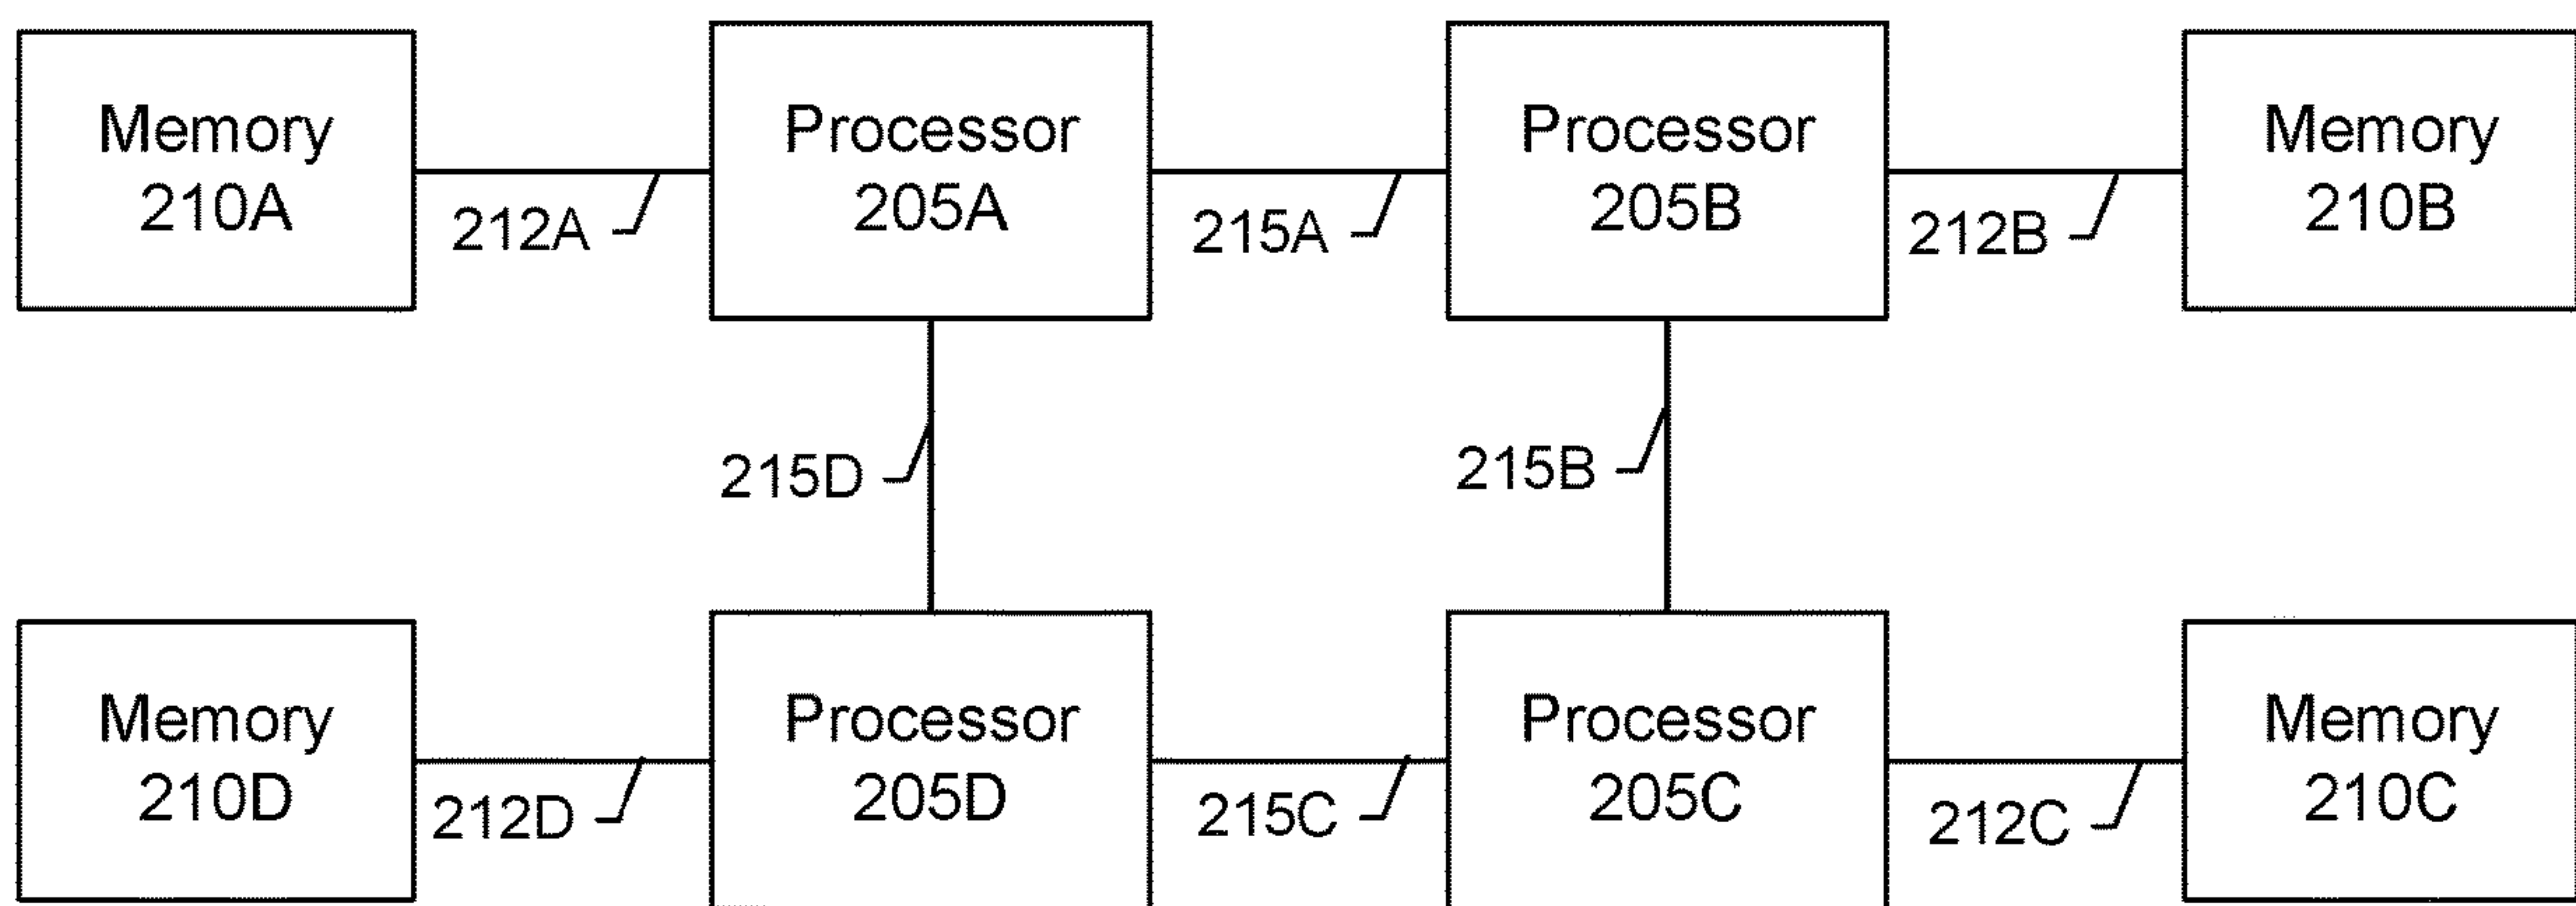 Memory
210A
212A
Processor
205A
215A
Processor
205B
212B
Memory
210B
215D
215B
Memory
210D
212D
Processor
205D
215C
Processor
205C
212C
Memory
210C